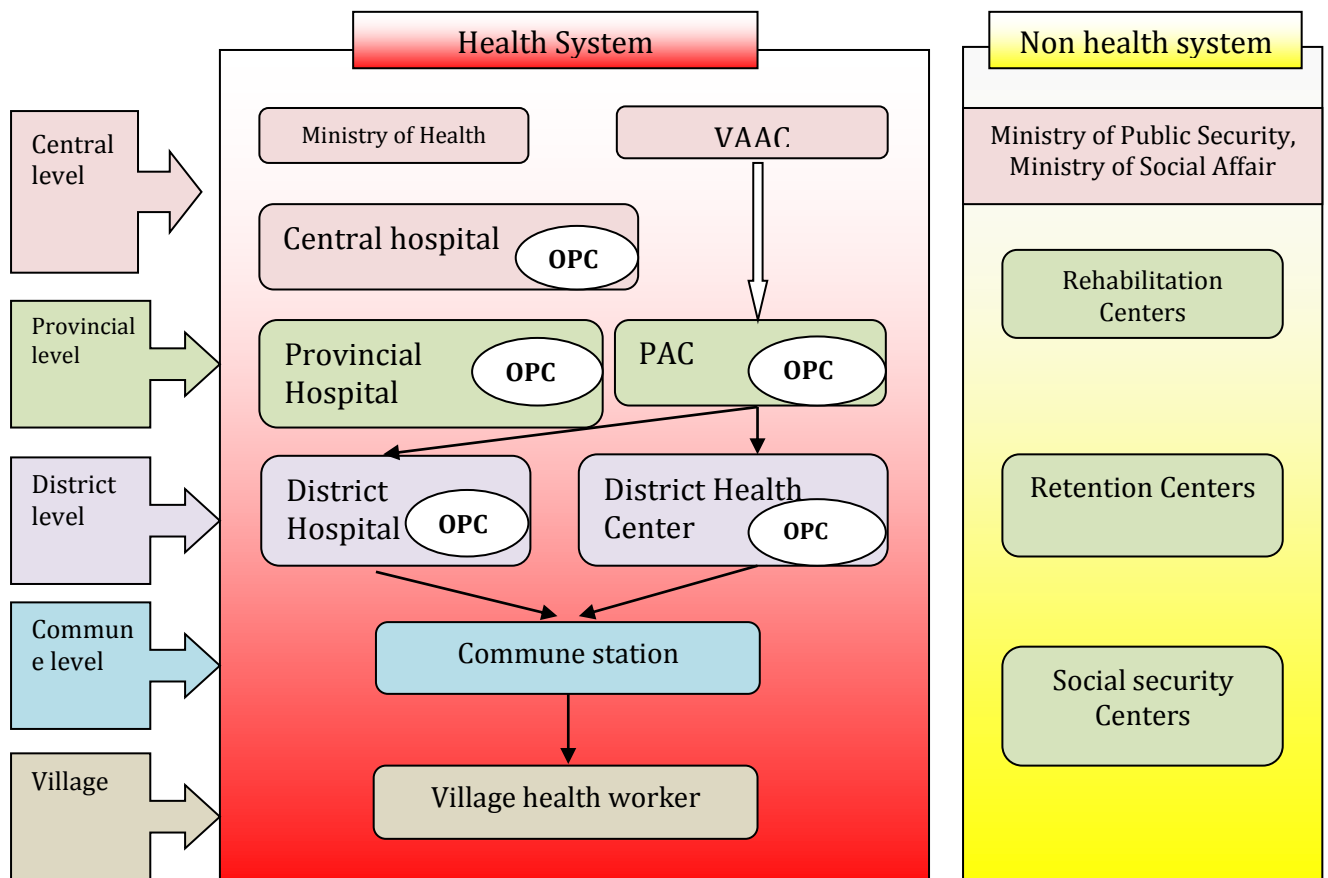 Health System
Non health system
Central
level
Ministry of Health
VAAC
Ministry of Public Security,
Ministry of Social Affair
Central hospital
OPC
Rehabilitation
Centers
Provincial
level
Provincial
Hospital
OPC
PAC
OPC
District
level
District
Hospital
OPC
District Health
Center
OPC
Retention Centers
Commun
e level
Commune station
Social security
Centers
Village
Village health worker